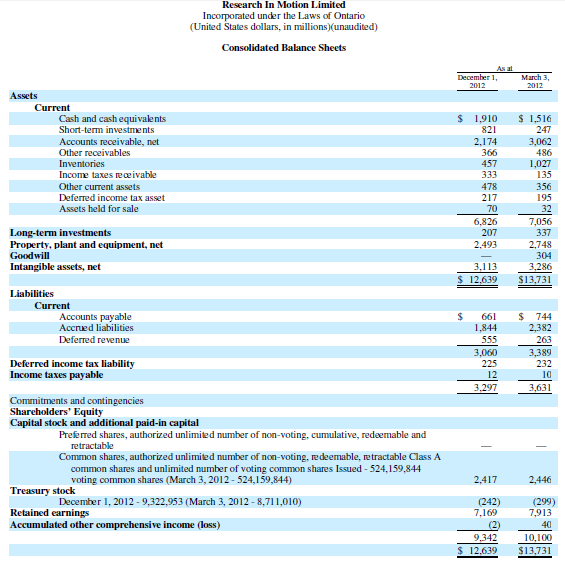 Research In Motion Limited
Incorporated under the Laws of Ontario
(United States dollars, in millions)(unaudited)
Consolidated Balance Sheets
As at
December 1, March 3,
2012 2012
Assets
Current
Cash and cash equivalents $ 1,910 $ 1,516
Short-term investments 821 247
Accounts receivable, net 2,174 3,062
Other receivables 366 486
Inventories 457 1,027
Income taxes receivable 333 135
Other current assets 478 356
Deferred income tax asset 217 195
Assets held for sale 70 32
6,826 7,056
Long-term investments 207 337
Property, plant and equipment, net 2,493 2,748
Goodwill — 304
Intangible assets, net 3,113 3,286
$ 12,639 $13,731
Liabilities
Current
Accounts payable $ 661 $ 744
Accrued liabilities 1,844 2,382
Deferred revenue 555 263
3,060 3,389
Deferred income tax liability 225 232
Income taxes payable 12 10
3,297 3,631
Commitments and contingencies
Shareholders' Equity
Capital stock and additional paid-in capital
Preferred shares, authorized unlimited number of non-voting, cumulative, redeemable and
retractable — —
Common shares, authorized unlimited number of non-voting, redeemable, retractable Class A
common shares and unlimited number of voting common shares Issued - 524,159,844
voting common shares (March 3, 2012 - 524,159,844) 2,417 2,446
Treasury stock
December 1, 2012 - 9,322,953 (March 3, 2012 - 8,711,010) (242) (299)
Retained earnings 7,169 7,913
Accumulated other comprehensive income (loss) (2) 40
9,342 10,100
$ 12,639 $13,731